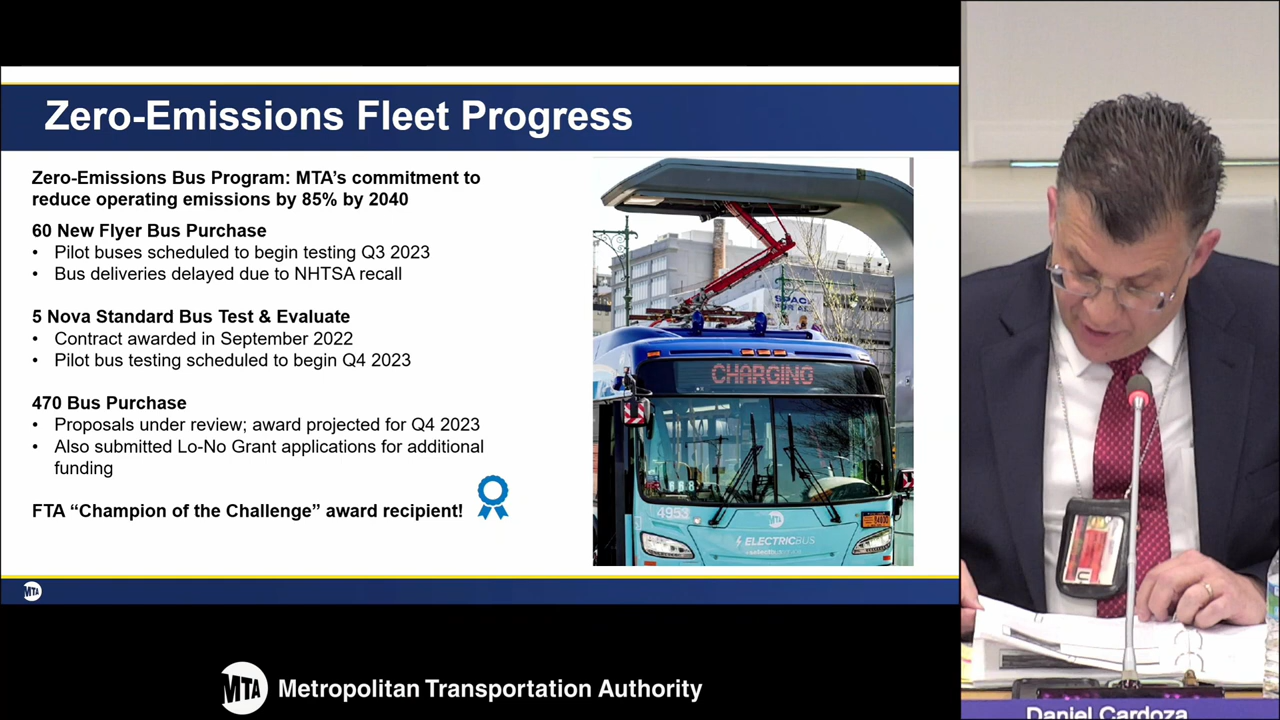 Zero-Emissions Fleet Progress
Zero-Emissions Bus Program: MTA’s commitment to
reduce operating emissions by 85% by 2040
60 New Flyer Bus Purchase
• Pilot buses scheduled to begin testing Q3 2023
• Bus deliveries delayed due to NHTSA recall
5 Nova Standard Bus Test & Evaluate
• Contract awarded in September 2022
• Pilot bus testing scheduled to begin Q4 2023
470 Bus Purchase
• Proposals under review; award projected for Q4 2023
• Also submitted Lo-No Grant applications for additional
funding
FTA “Champion of the Challenge” award recipient!
CHARGING
4953
MTA
ELECTRICBUS
MTA
MTA Metropolitan Transportation Authority
Daniel Cardoza